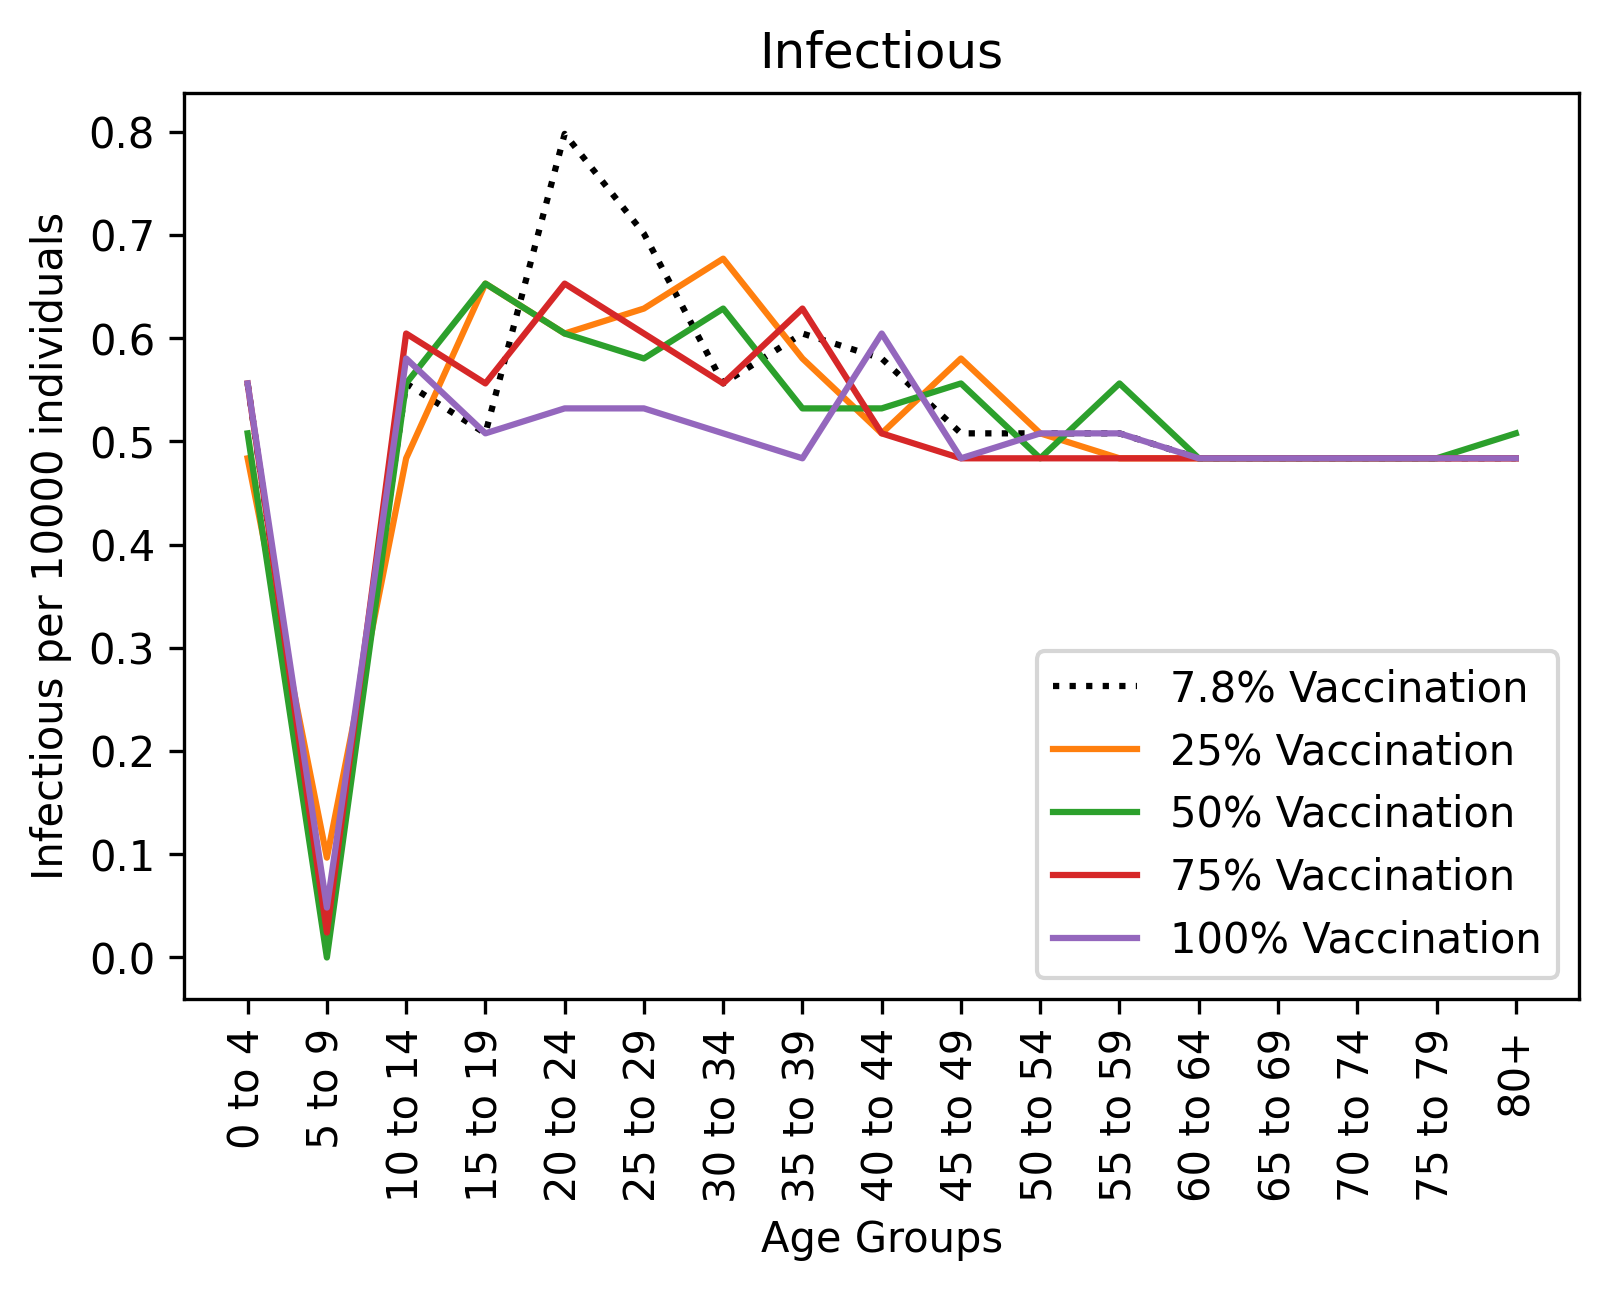 Infectious
Infectious per 10000 individuals
0.8
0.7
0.6
0.5
0.4
0.3
0.2
0.1
0.0
7.8% Vaccination
25% Vaccination
50% Vaccination
75% Vaccination
100% Vaccination
0 to 4
5 to 9
10 to 14
15 to 19
20 to 24
25 to 29
30 to 34
35 to 39
40 to 44
45 to 49
50 to 54
55 to 59
60 to 64
65 to 69
70 to 74
75 to 79
80+
Age Groups